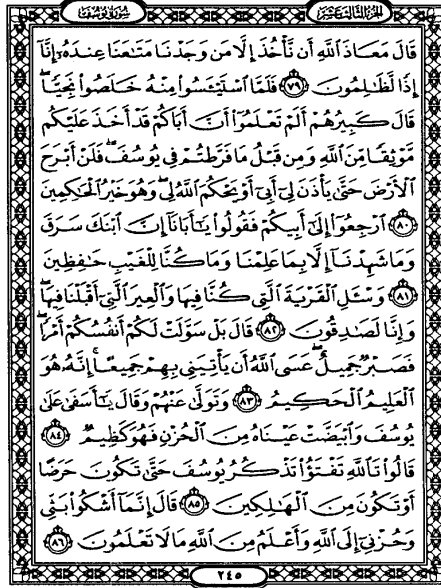 الجزء الثالث عشر
سورة يوسف
قَالَ مَعَاذَ ٱللَّهِ أَن نَّأْخُذَ إِلَّا مَن وَجَدْنَا مَتَـٰعَنَا عِندَهُۥٓ إِنَّآ
إِذًا لَّظَـٰلِمُونَ ٧٩ فَلَمَّا ٱسْتَيْـَٔسُوا۟ مِنْهُ خَلَصُوا۟ نَجِيًّا ۖ
قَالَ كَبِيرُهُمْ أَلَمْ تَعْلَمُوٓا۟ أَنَّ أَبَاكُمْ قَدْ أَخَذَ عَلَيْكُم
مَّوْثِقًا مِّنَ ٱللَّهِ وَمِن قَبْلُ مَا فَرَّطتُمْ فِى يُوسُفَ ۖ فَلَنْ أَبْرَحَ
ٱلْأَرْضَ حَتَّىٰ يَأْذَنَ لِىٓ أَبِىٓ أَوْ يَحْكُمَ ٱللَّهُ لِى ۖ وَهُوَ خَيْرُ ٱلْحَـٰكِمِينَ
٨٠ ٱرْجِعُوٓا۟ إِلَىٰٓ أَبِيكُمْ فَقُولُوا۟ يَـٰٓأَبَانَآ إِنَّ ٱبْنَكَ سَرَقَ
وَمَا شَهِدْنَآ إِلَّا بِمَا عَلِمْنَا وَمَا كُنَّا لِلْغَيْبِ حَـٰفِظِينَ
٨١ وَسْـَٔلِ ٱلْقَرْيَةَ ٱلَّتِى كُنَّا فِيهَا وَٱلْعِيرَ ٱلَّتِىٓ أَقْبَلْنَا فِيهَا ۖ
وَإِنَّا لَصَـٰدِقُونَ ٨٢ قَالَ بَلْ سَوَّلَتْ لَكُمْ أَنفُسُكُمْ أَمْرًا ۖ
فَصَبْرٌ جَمِيلٌ ۖ عَسَى ٱللَّهُ أَن يَأْتِيَنِى بِهِمْ جَمِيعًا ۚ إِنَّهُۥ هُوَ
ٱلْعَلِيمُ ٱلْحَكِيمُ ٨٣ وَتَوَلَّىٰ عَنْهُمْ وَقَالَ يَـٰٓأَسَفَىٰ عَلَىٰ
يُوسُفَ وَٱبْيَضَّتْ عَيْنَاهُ مِنَ ٱلْحُزْنِ فَهُوَ كَظِيمٌ ٨٤
قَالُوا۟ تَٱللَّهِ تَفْتَؤُا۟ تَذْكُرُ يُوسُفَ حَتَّىٰ تَكُونَ حَرَضًا
أَوْ تَكُونَ مِنَ ٱلْهَـٰلِكِينَ ٨٥ قَالَ إِنَّمَآ أَشْكُوا۟ بَثِّى
وَحُزْنِىٓ إِلَى ٱللَّهِ وَأَعْلَمُ مِنَ ٱللَّهِ مَا لَا تَعْلَمُونَ ٨٦
٢٤٥